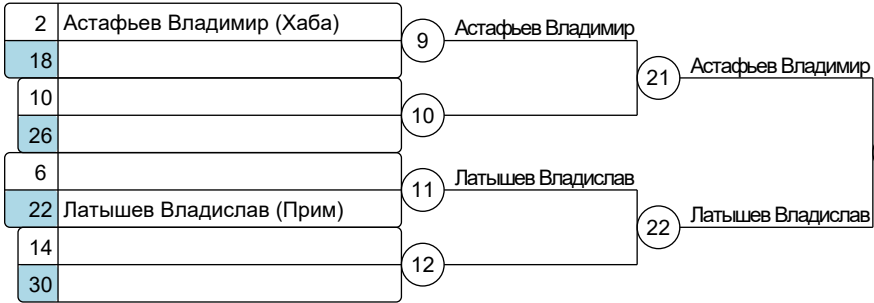 2 Астафьев Владимир (Хаба)
18
10
26
6
22 Латышев Владислав (Прим)
14
30
9
10
11
12
Астафьев Владимир
Латышев Владислав
21
22
Астафьев Владимир
Латышев Владислав